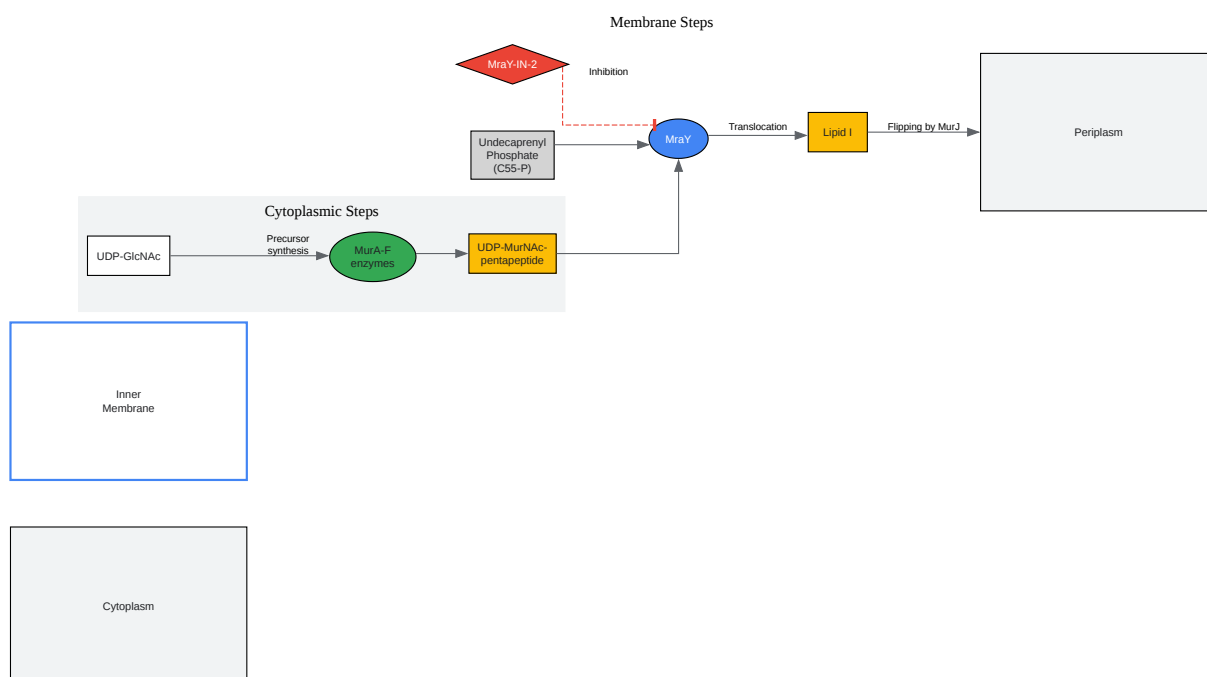 Membrane Steps
MraY-IN-2
Inhibition
Undecaprenyl
Phosphate
(C55-P)
MraY
Translocation
Lipid I
Flipping by MurJ
Periplasm
Cytoplasmic Steps
UDP-GlcNAc
Precursor
synthesis
MurA-F
enzymes
UDP-MurNAc-
pentapeptide
Inner
Membrane
Cytoplasm